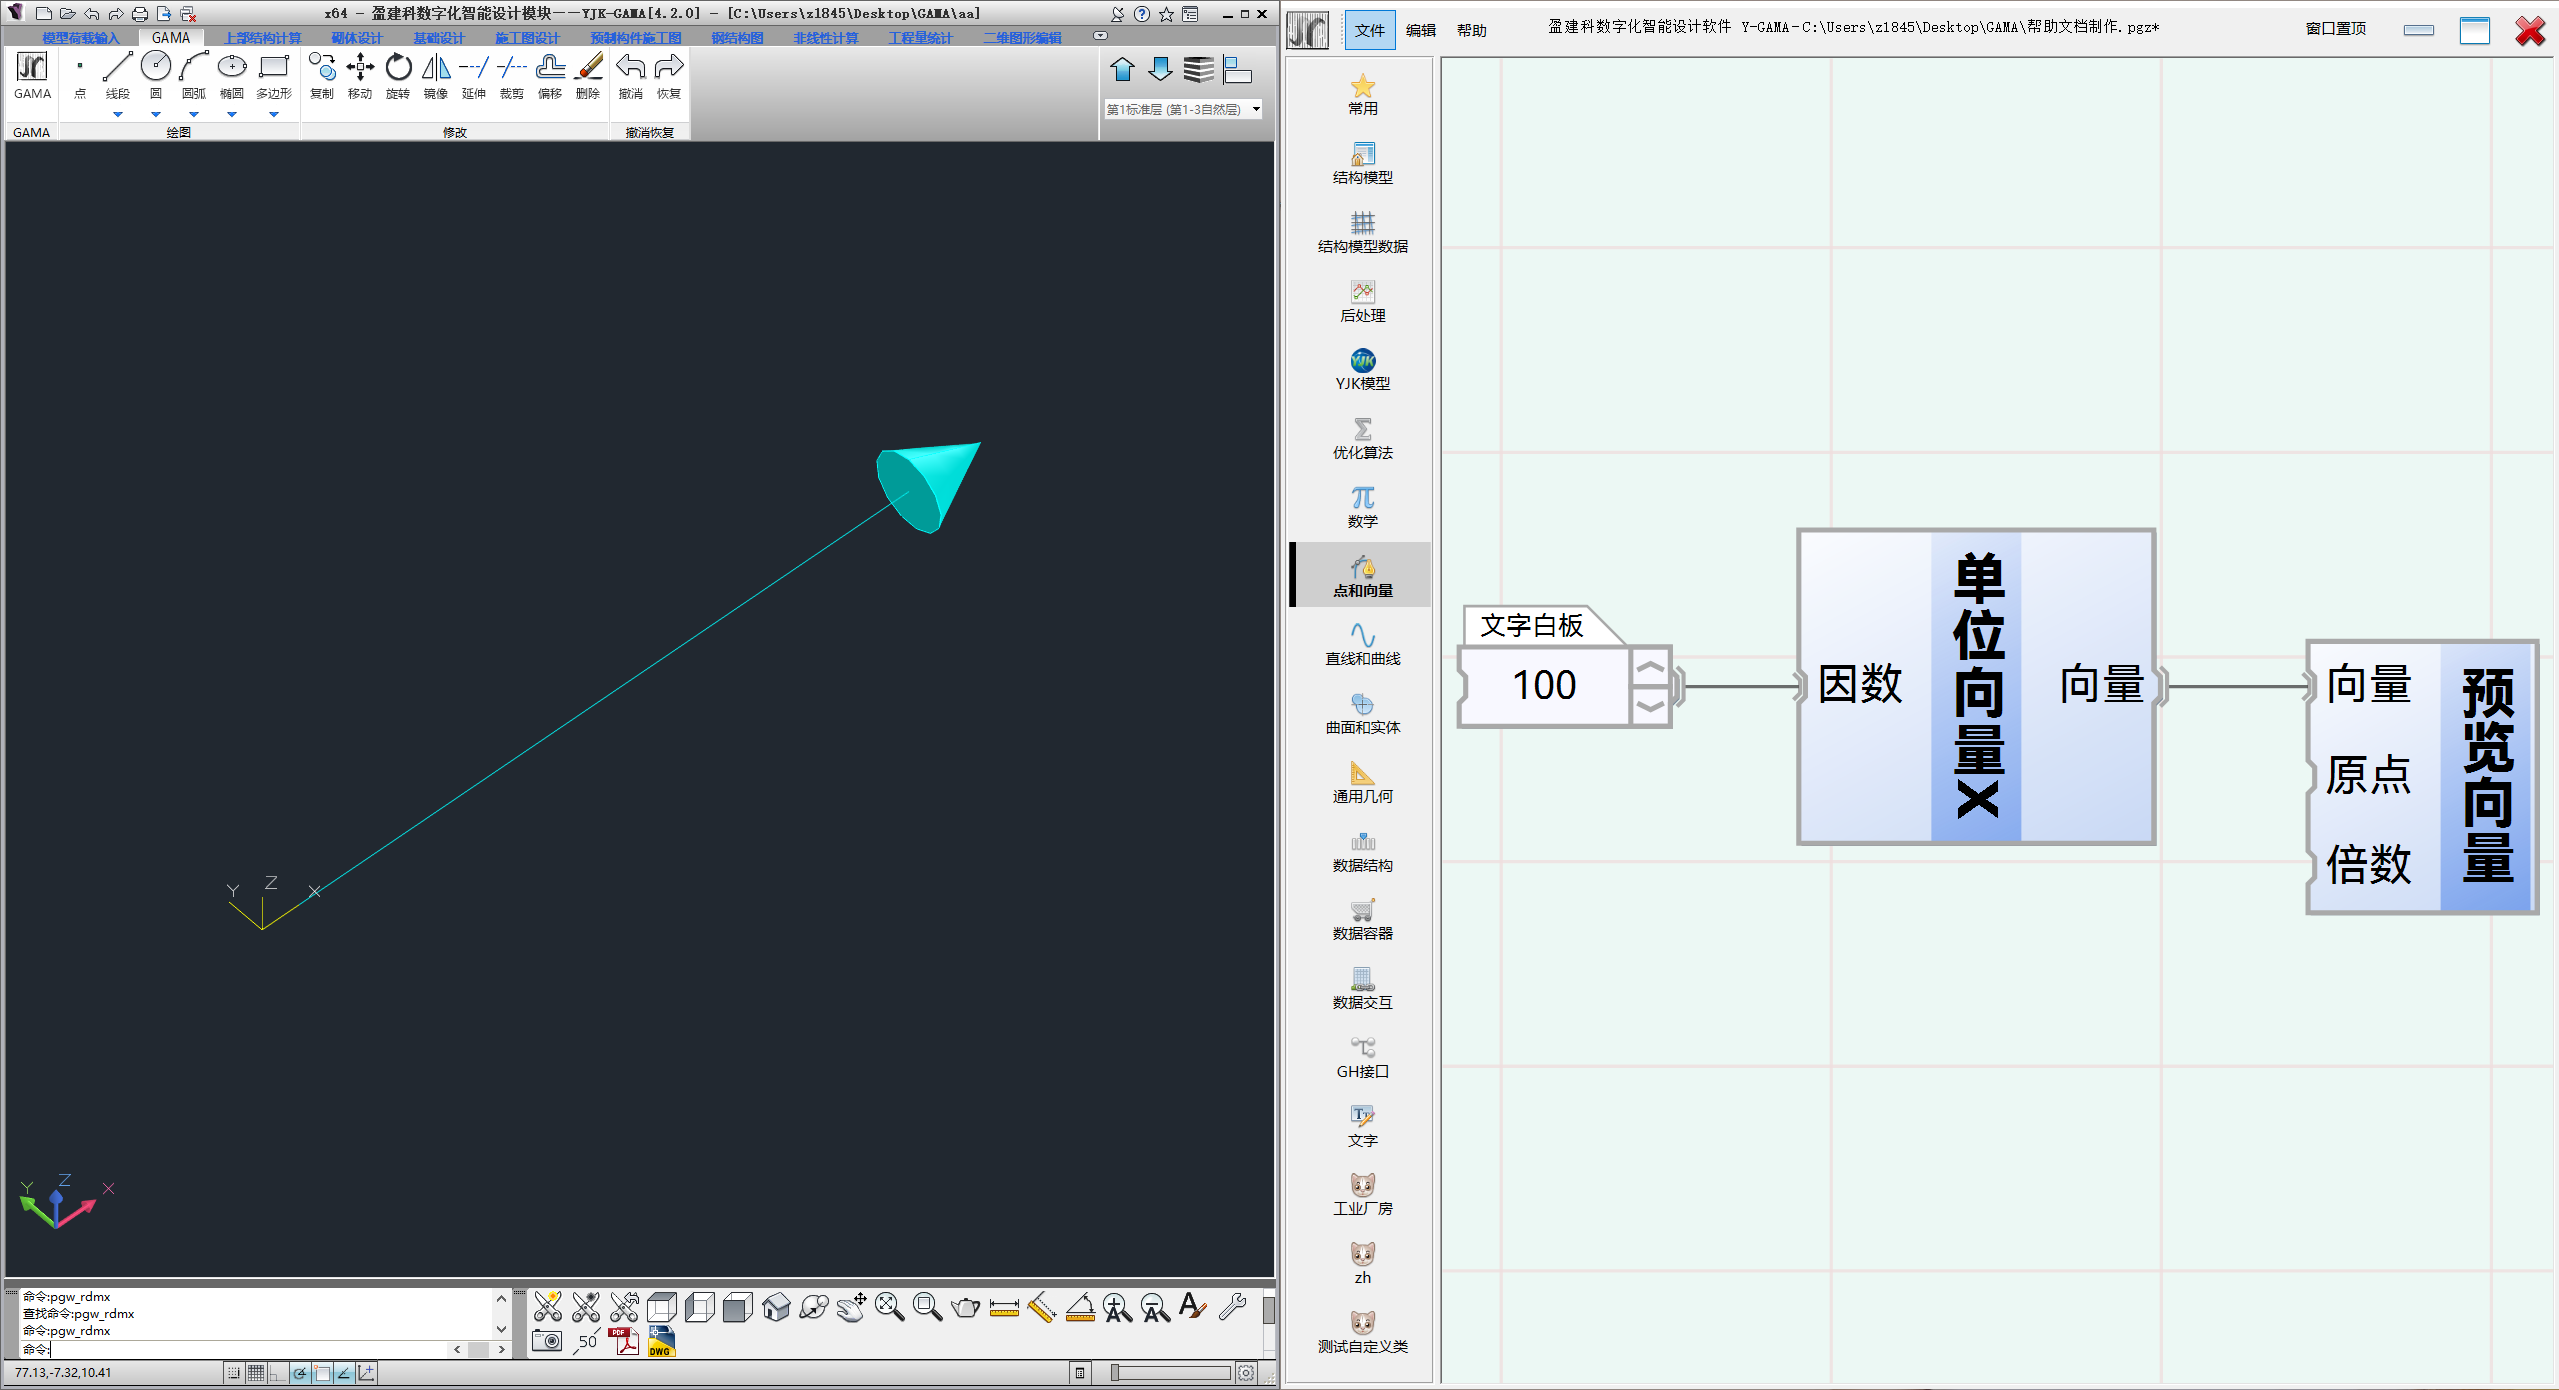 x64 - 盈建科数字化智能设计模块——YJK-GAMA[4.2.0] - [C:\Users\z1845\Desktop\GAMA\aa]
模型荷载输入 GAMA 上部结构计算 砌体设计 基础设计 施工图设计 预制构件施工图 钢结构图 非线性计算 工程量统计 二维图形编辑
GAMA 点 线段 圆 圆弧 椭圆 多边形 复制 移动 旋转 镜像 延伸 裁剪 偏移 删除 撤消 恢复
第1标准层 (第1-3自然层)
GAMA 绘图 修改 撤消恢复
Y Z X
Y Z X
命令:pgw_rdmx
查找命令:pgw_rdmx
命令:pgw_rdmx
命令:
50
PDF
DWG
77.13,-7.32,10.41
文件 编辑 帮助 盈建科数字化智能设计软件 Y-GAMA-C:\Users\z1845\Desktop\GAMA\帮助文档制作.pgz* 窗口置顶
常用
结构模型
结构模型数据
后处理
YJK
YJK模型
优化算法
数学
点和向量
直线和曲线
曲面和实体
通用几何
数据结构
数据容器
数据交互
GH接口
文字
工业厂房
zh
测试自定义类
文字白板
100
因数
单位向量X
向量
向量
原点
倍数
预览向量